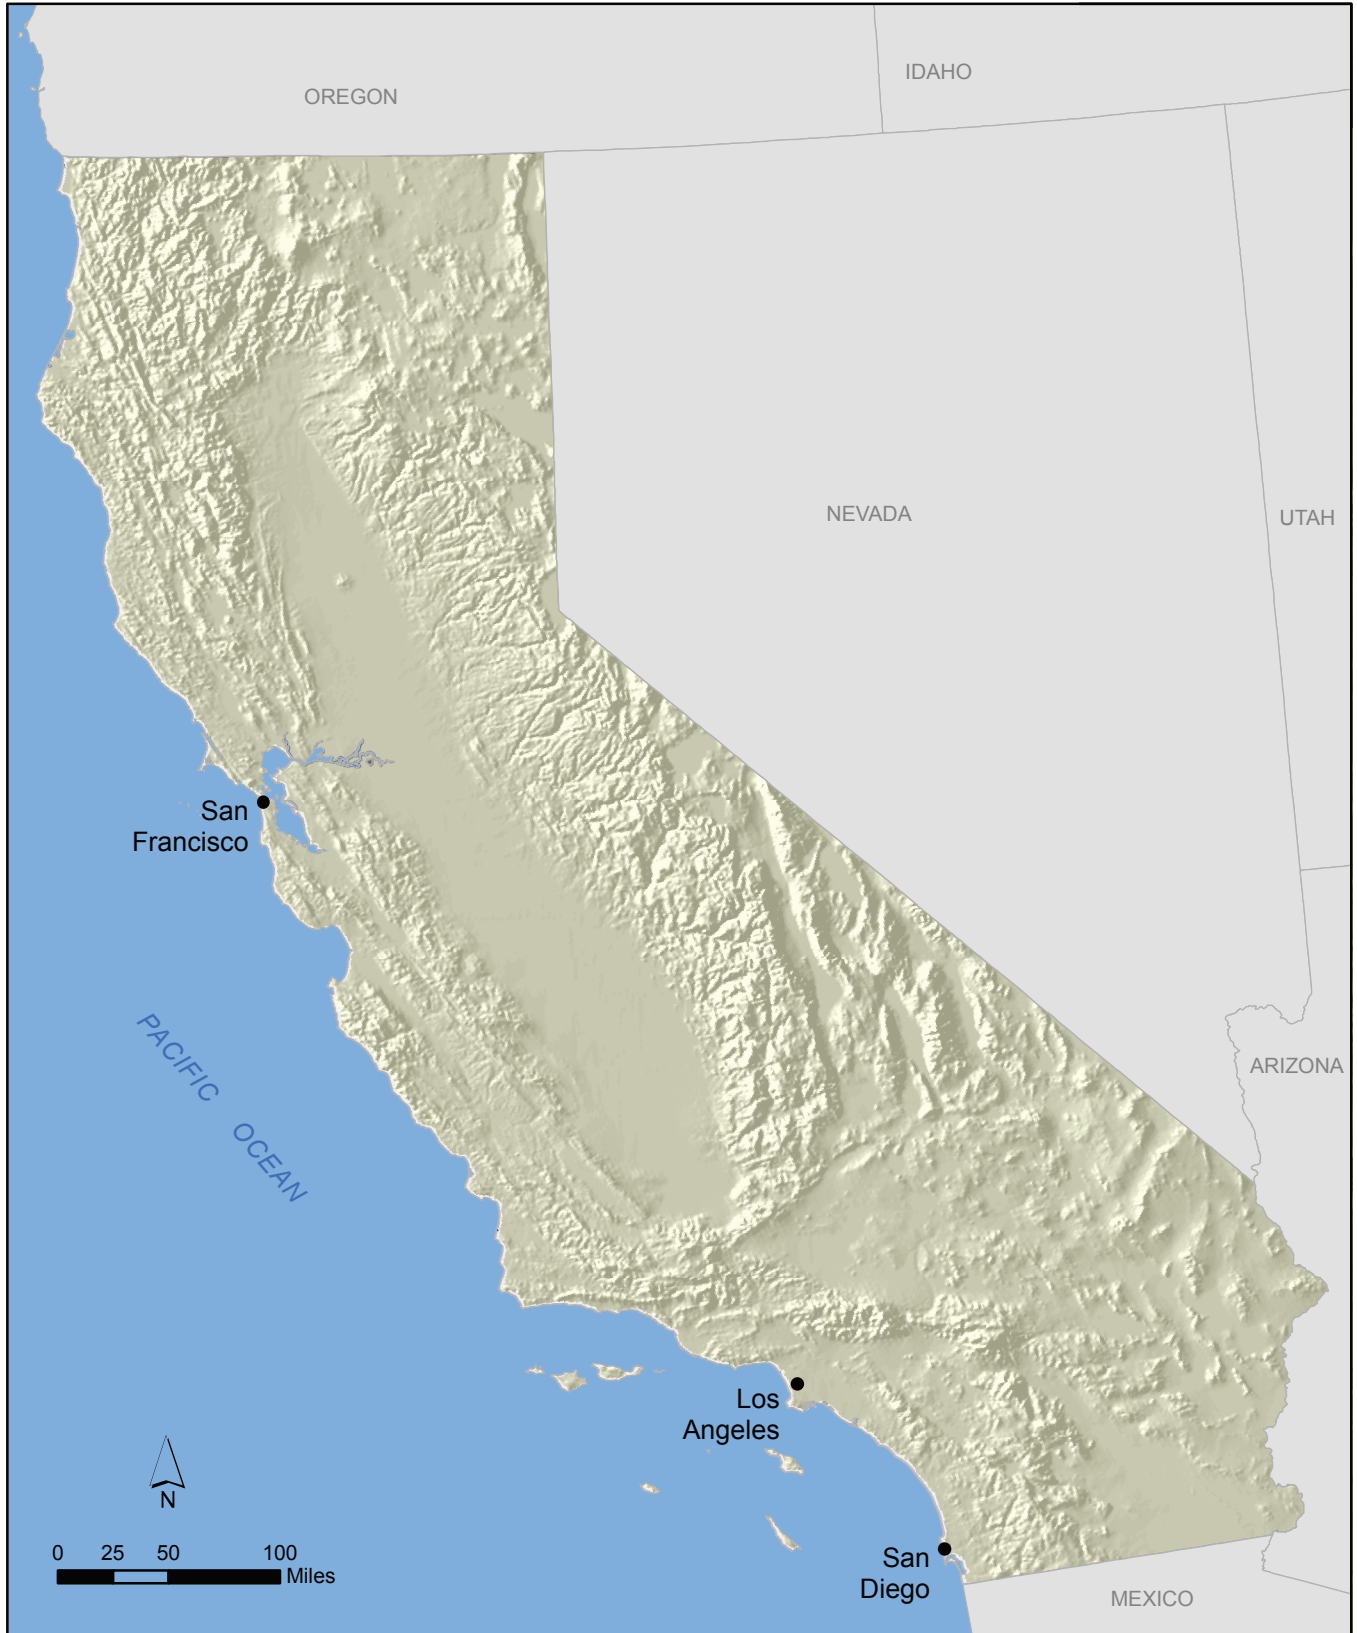 IDAHO
OREGON
NEVADA
UTAH
San
Francisco
PACIFIC
OCEAN
ARIZONA
Los
Angeles
N
0 25 50 100
Miles
San
Diego
MEXICO